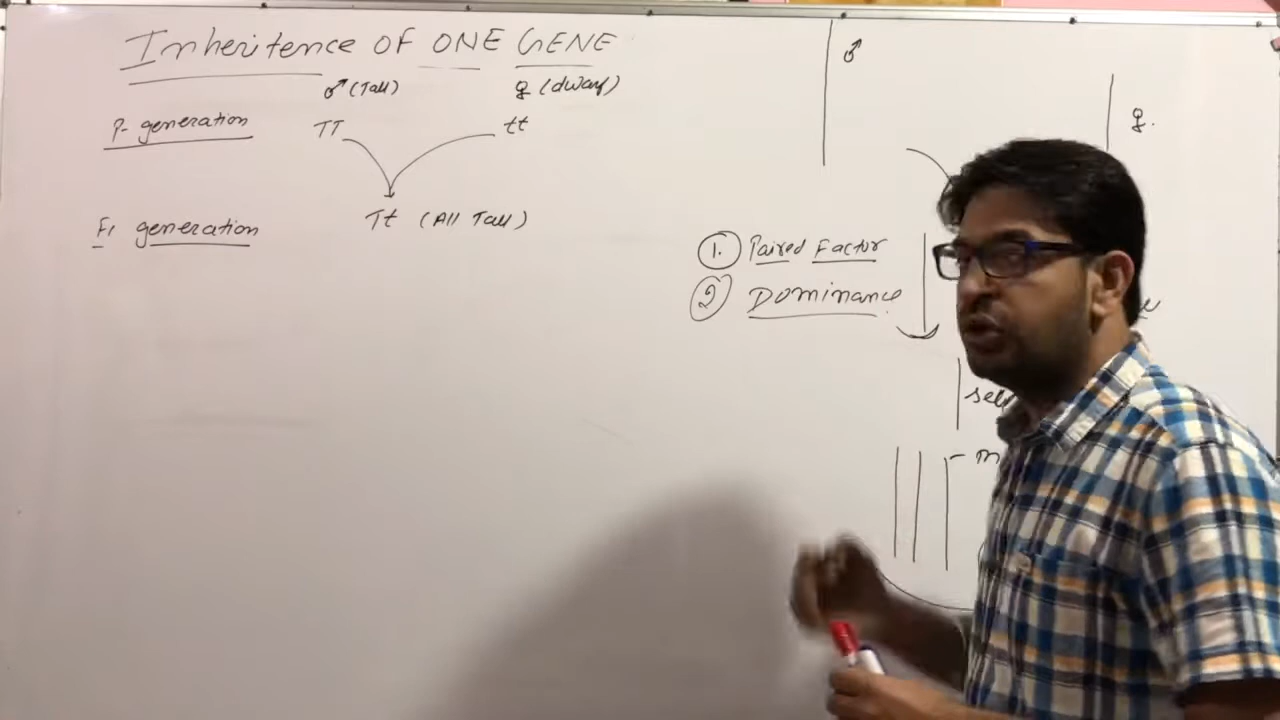 Inheritence OF ONE GENE
♂ (Tall) ♀ (dwarf)
P- generation TT tt
F1 generation Tt (All Tall)
♂
♀.
1. Paired Factor
2 Dominance